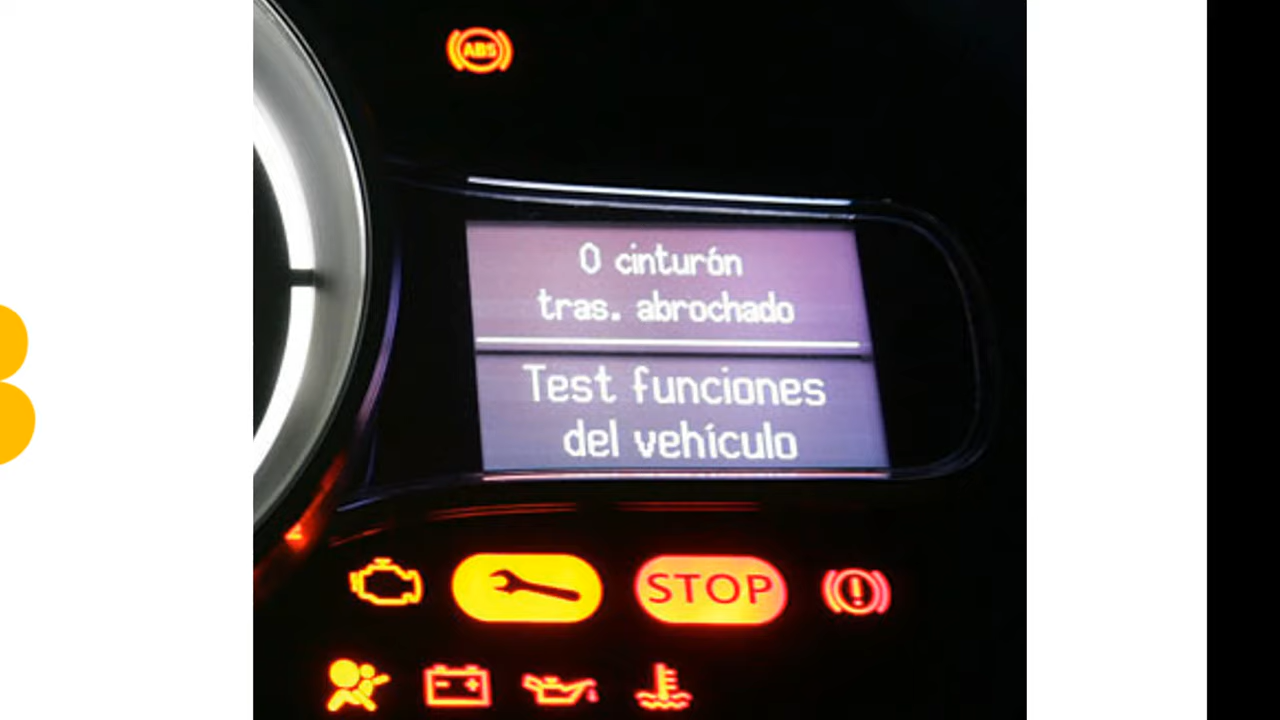 ABS
0 cinturón
tras. abrochado
Test funciones
del vehículo
STOP